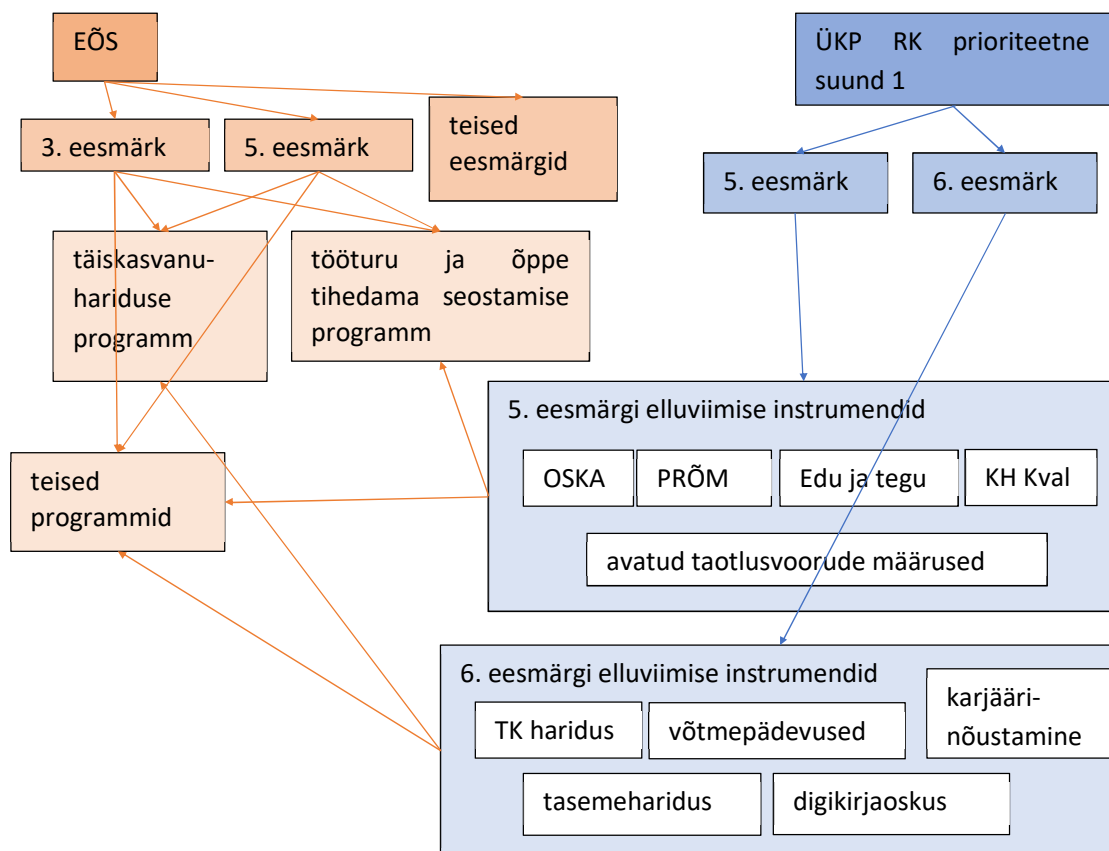 EÕS
ÜKP RK prioriteetne
suund 1
teised
eesmärgid
3. eesmärk
5. eesmärk
5. eesmärk
6. eesmärk
täiskasvanu-
hariduse
programm
tööturu ja õppe
tihedama seostamise
programm
teised
programmid
5. eesmärgi elluviimise instrumendid
OSKA
PRÕM
Edu ja tegu
KH Kval
avatud taotlusvoorude määrused
6. eesmärgi elluviimise instrumendid
karjääri-
nõustamine
TK haridus
võtmepädevused
tasemeharidus
digikirjaoskus